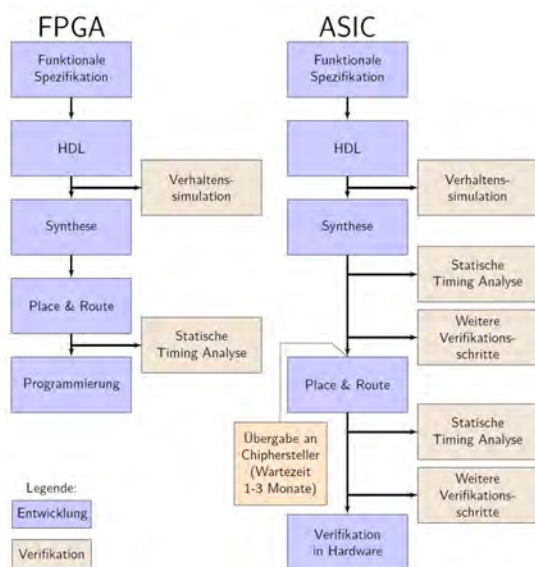 FPGA
Funktionale
Spezifikation
HDL
Verhaltens-
simulation
Synthese
Place & Route
Statische
Timing Analyse
Programmierung
Legende:
Entwicklung
Verifikation
ASIC
Funktionale
Spezifikation
HDL
Verhaltens-
simulation
Synthese
Statische
Timing Analyse
Weitere
Verifikations-
schritte
Place & Route
Übergabe an
Chiphersteller
(Wartezeit
1-3 Monate)
Statische
Timing Analyse
Weitere
Verifikations-
schritte
Verifikation
in Hardware